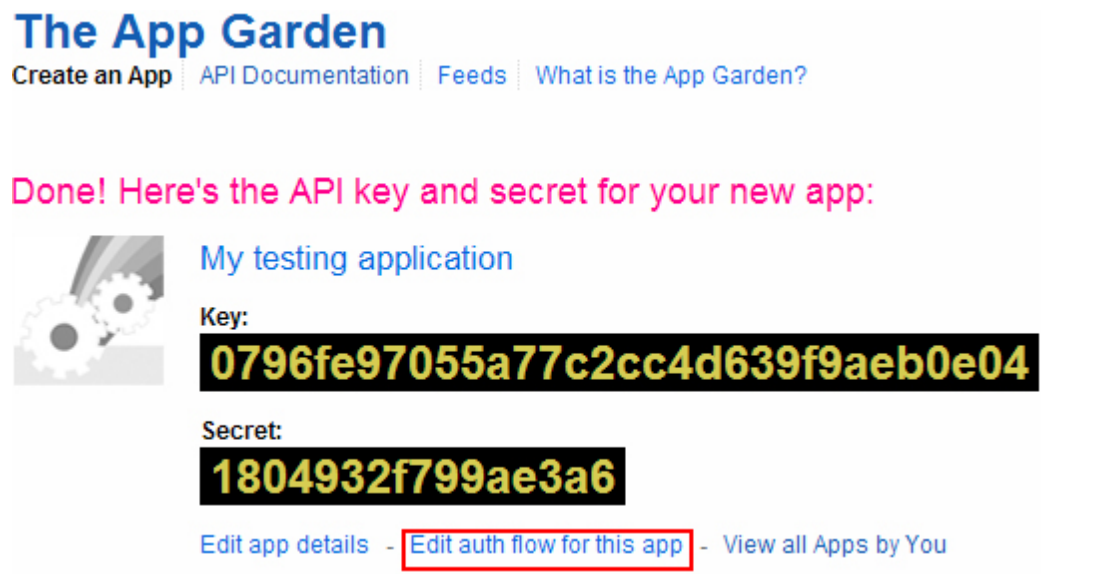 The App Garden
Create an App API Documentation Feeds What is the App Garden?
Done! Here's the API key and secret for your new app:
My testing application
Key:
0796fe97055a77c2cc4d639f9aeb0e04
Secret:
1804932f799ae3a6
Edit app details - Edit auth flow for this app - View all Apps by You